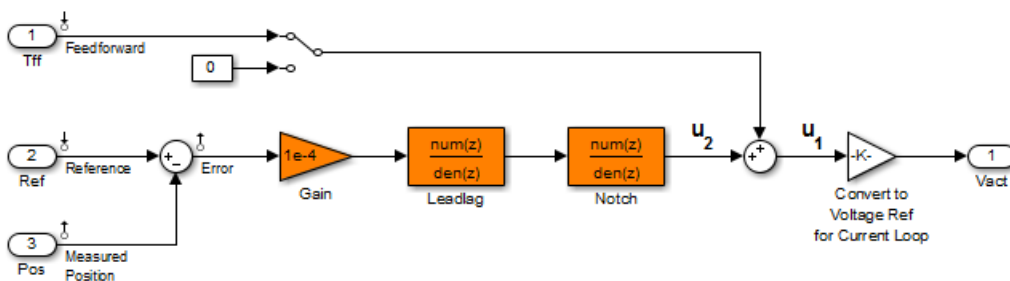 1
Tff
Feedforward
0
2
Ref
Reference
+
−
Error
1e-4
Gain
num(z)
den(z)
Leadlag
num(z)
den(z)
Notch
u2
+
+
u1
-K-
Convert to
Voltage Ref
for Current Loop
1
Vact
3
Pos
Measured
Position